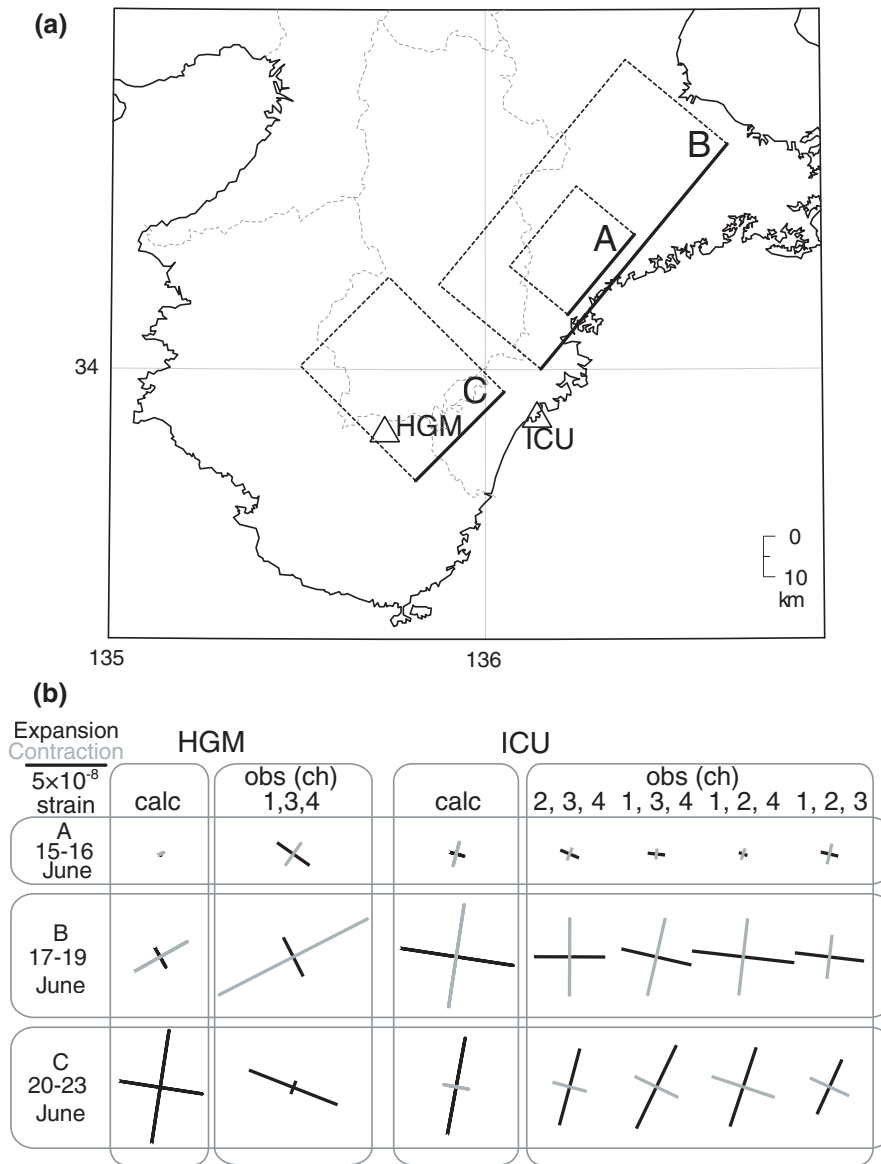 (a)
B
A
34
C
HGM
ICU
0
10
km
135
136
(b)
Expansion
Contraction
HGM
ICU
5×10⁻⁸
strain
calc
obs (ch)
1,3,4
calc
obs (ch)
2, 3, 4
1, 3, 4
1, 2, 4
1, 2, 3
A
15-16
June
B
17-19
June
C
20-23
June